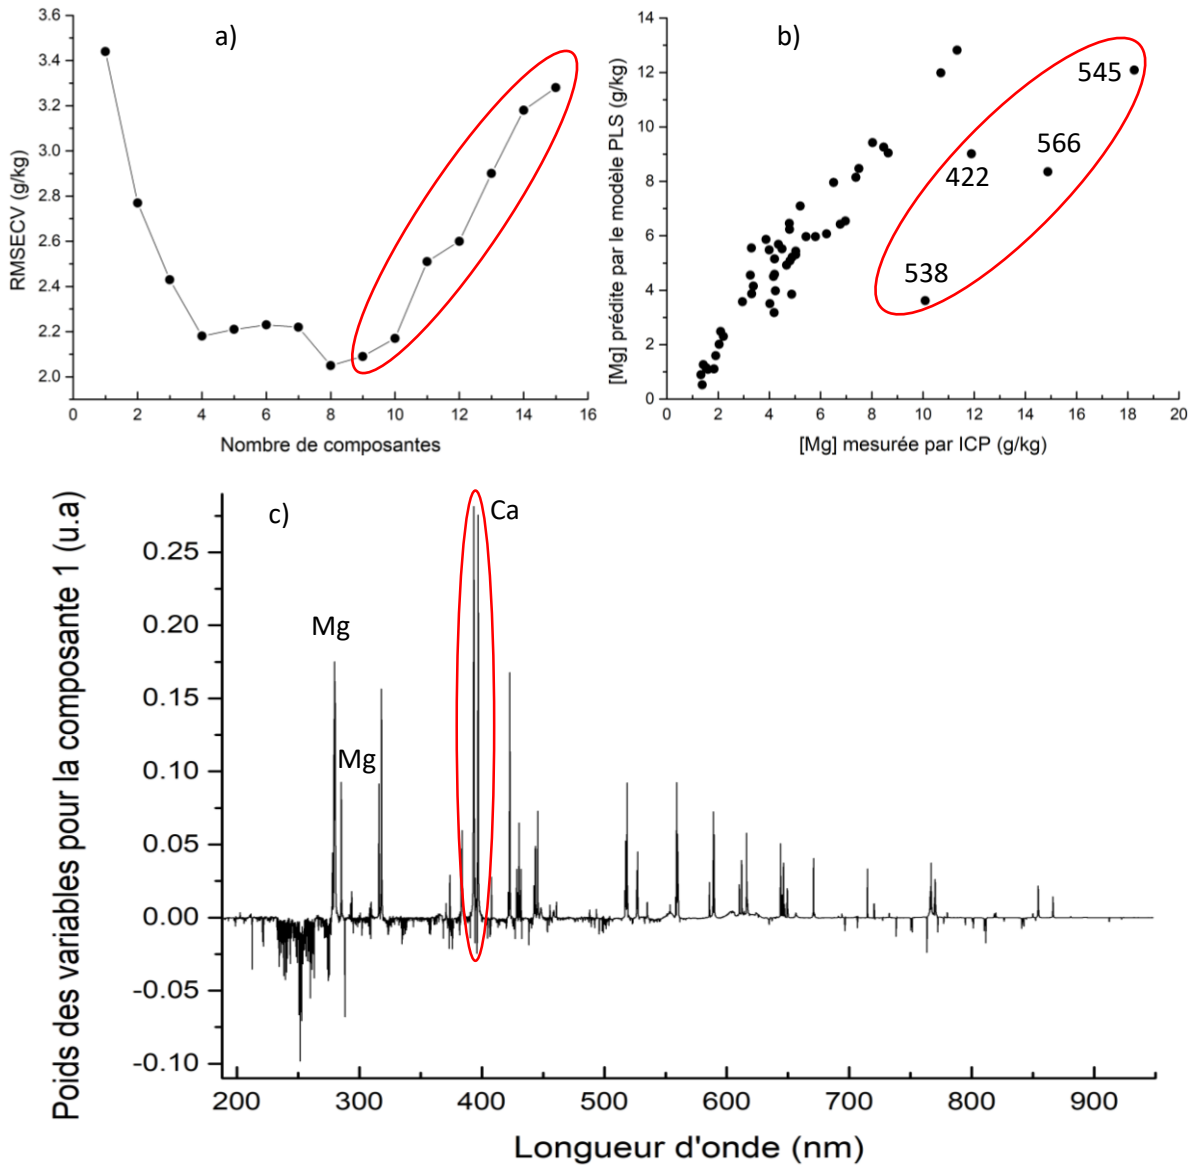 a)
3.6
3.4
3.2
3.0
2.8
2.6
2.4
2.2
2.0
RMSECV (g/kg)
0 2 4 6 8 10 12 14 16
Nombre de composantes
b)
14
12
10
8
6
4
2
0
[Mg] prédite par le modèle PLS (g/kg)
545
566
422
538
0 2 4 6 8 10 12 14 16 18 20
[Mg] mesurée par ICP (g/kg)
c)
Ca
Mg
Mg
0.25
0.20
0.15
0.10
0.05
0.00
-0.05
-0.10
Poids des variables pour la composante 1 (u.a)
200 300 400 500 600 700 800 900
Longueur d'onde (nm)